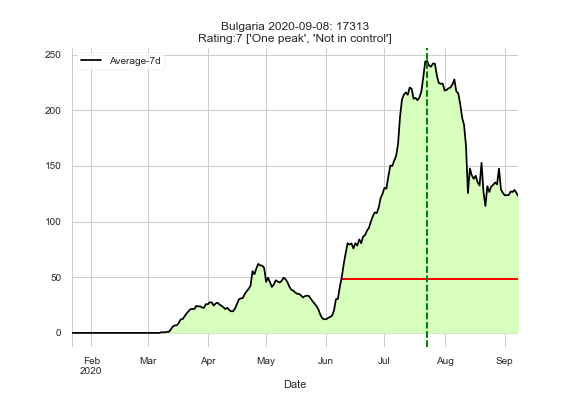 Bulgaria 2020-09-08: 17313
Rating:7 ['One peak', 'Not in control']
Average-7d
250
200
150
100
50
0
Feb Mar Apr May Jun Jul Aug Sep
2020
Date